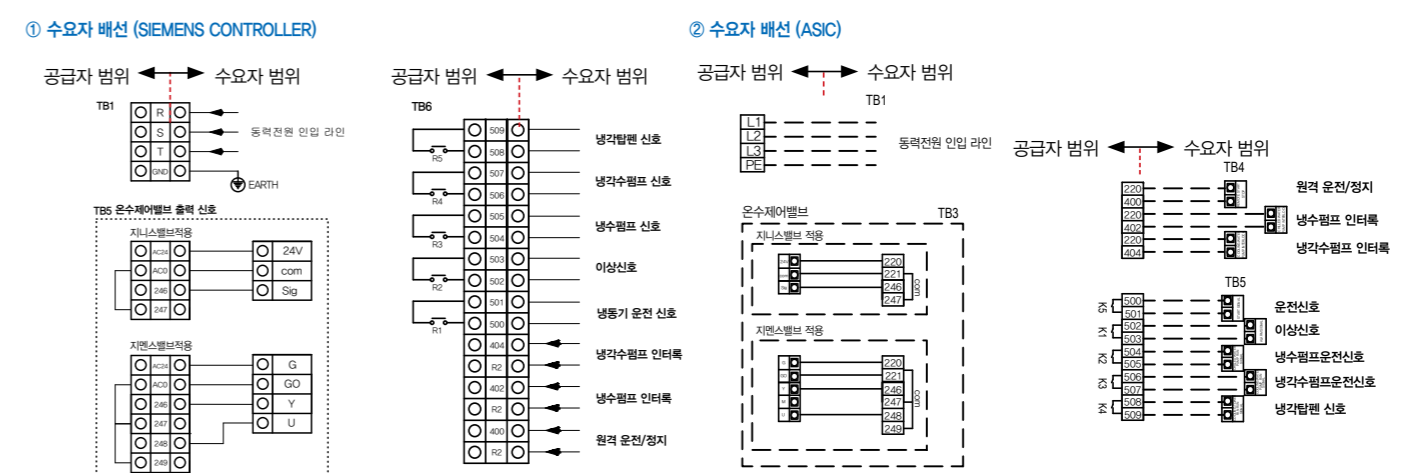 ① 수요자 배선 (SIEMENS CONTROLLER)
공급자 범위 수요자 범위
TB1
R
S
T
GND
동력전원 인입 라인
EARTH
TB5 온수제어밸브 출력 신호
지니스밸브적용
AC24 24V
AC0 com
246 Sig
247
지멘스밸브적용
AC24 G
AC0 GO
246 Y
247 U
248
249
공급자 범위 수요자 범위
TB6
509
508
R5
냉각탑펜 신호
507
506
R4
냉각수펌프 신호
505
504
R3
냉수펌프 신호
503
502
R2
이상신호
501
500
R1
냉동기 운전 신호
404
R2
냉각수펌프 인터록
402
R2
냉수펌프 인터록
400
R2
원격 운전/정지
② 수요자 배선 (ASIC)
공급자 범위 수요자 범위
TB1
L1
L2
L3
PE
동력전원 인입 라인
온수제어밸브
TB3
지니스밸브 적용
220
221
246
247
com
지멘스밸브 적용
220
221
246
247
248
249
com
공급자 범위 수요자 범위
TB4
220
400
원격 운전/정지
220
402
냉수펌프 인터록
220
404
냉각수펌프 인터록
TB5
K5
500
501
운전신호
K1
502
503
이상신호
K2
504
505
냉수펌프운전신호
K3
506
507
냉각수펌프운전신호
K4
508
509
냉각탑펜 신호